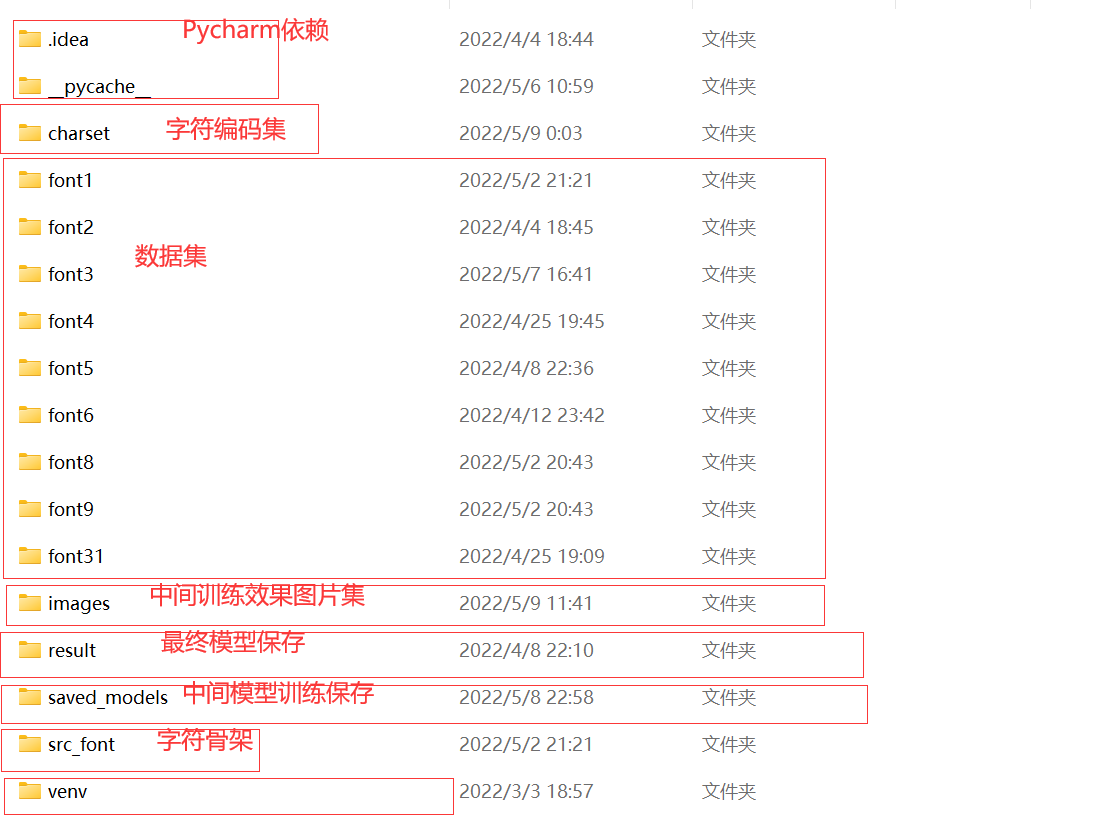 Pycharm依赖
.idea 2022/4/4 18:44 文件夹
__pycache__ 2022/5/6 10:59 文件夹
charset 字符编码集 2022/5/9 0:03 文件夹
font1 2022/5/2 21:21 文件夹
font2 2022/4/4 18:45 文件夹
数据集
font3 2022/5/7 16:41 文件夹
font4 2022/4/25 19:45 文件夹
font5 2022/4/8 22:36 文件夹
font6 2022/4/12 23:42 文件夹
font8 2022/5/2 20:43 文件夹
font9 2022/5/2 20:43 文件夹
font31 2022/4/25 19:09 文件夹
images 中间训练效果图片集 2022/5/9 11:41 文件夹
result 最终模型保存 2022/4/8 22:10 文件夹
saved_models 中间模型训练保存 2022/5/8 22:58 文件夹
src_font 字符骨架 2022/5/2 21:21 文件夹
venv 2022/3/3 18:57 文件夹